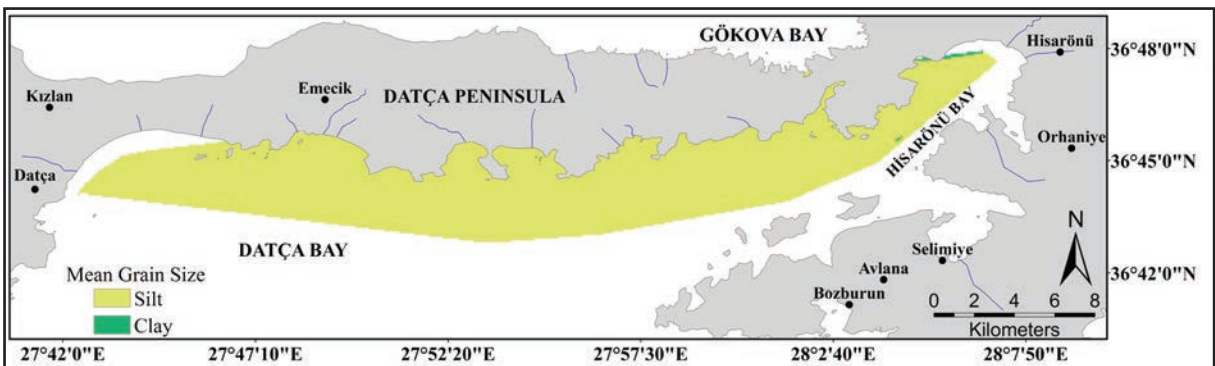 GÖKOVA BAY
Hisarönü
36°48'0"N
Kızlan
Emecik
DATÇA PENINSULA
HİSARÖNÜ BAY
Orhaniye
36°45'0"N
Datça
DATÇA BAY
N
Selimiye
36°42'0"N
Avlana
Bozburun
Mean Grain Size
Silt
Clay
0 2 4 6 8
Kilometers
27°42'0"E 27°47'10"E 27°52'20"E 27°57'30"E 28°2'40"E 28°7'50"E